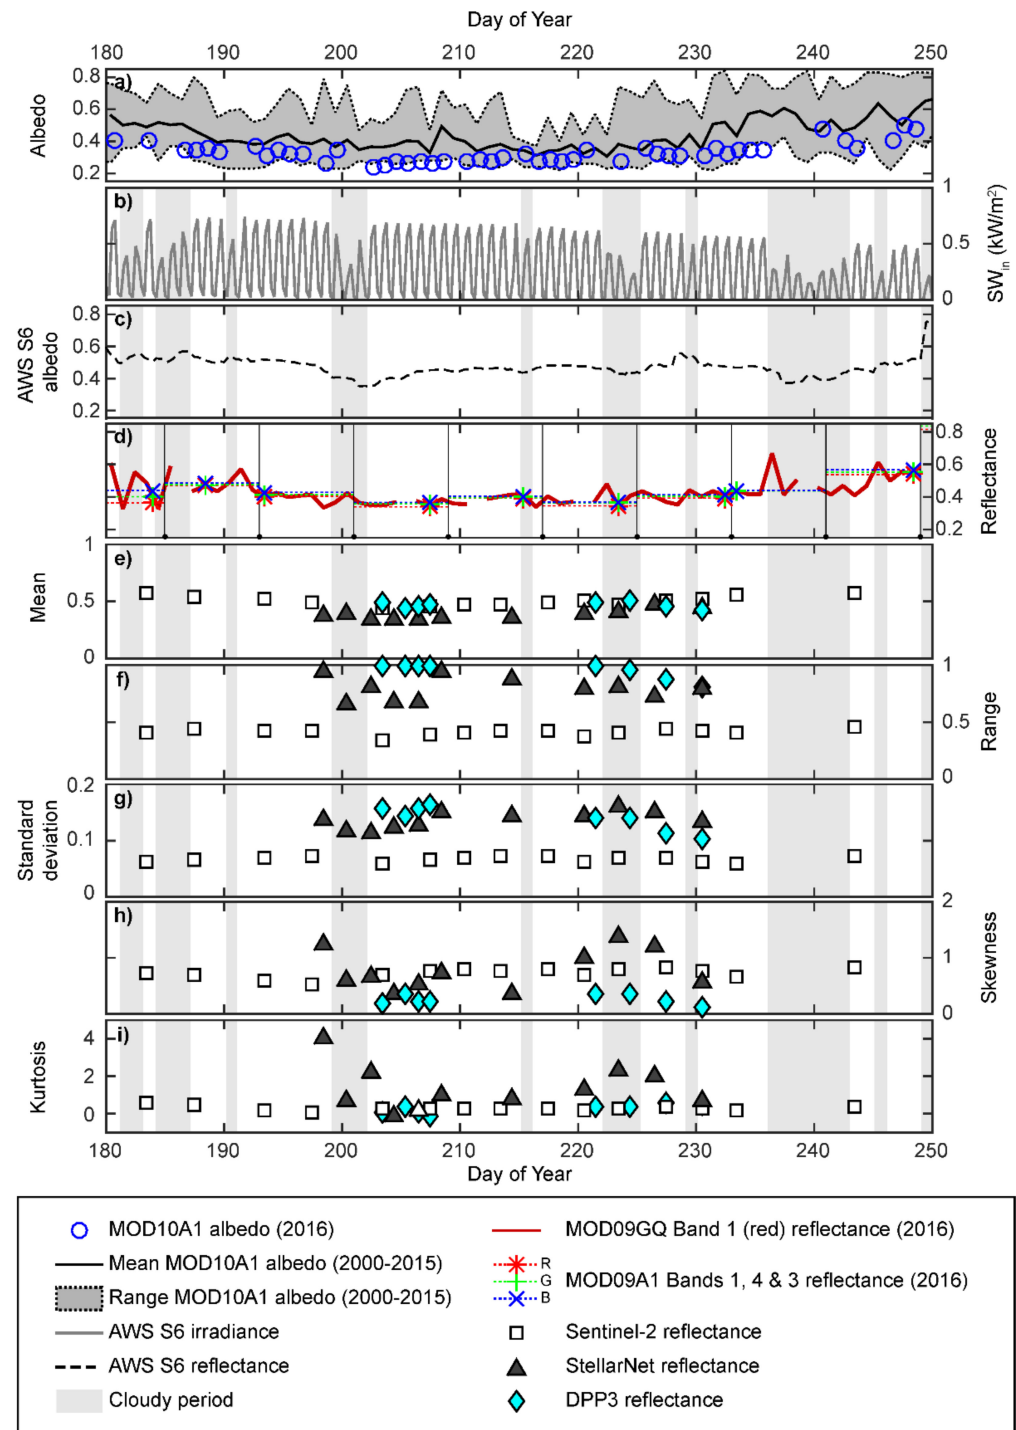 Day of Year
180 190 200 210 220 230 240 250
a)
0.8
0.6
0.4
0.2
Albedo
b)
1
0.5
0
SWin (kW/m²)
c)
0.8
0.6
0.4
0.2
AWS S6
albedo
d)
0.8
0.6
0.4
0.2
Reflectance
e)
1
0.5
0
Mean
f)
1
0.5
0
Range
g)
0.2
0.1
0
Standard
deviation
h)
2
1
0
Skewness
i)
4
2
0
Kurtosis
180 190 200 210 220 230 240 250
Day of Year
MOD10A1 albedo (2016)
Mean MOD10A1 albedo (2000-2015)
Range MOD10A1 albedo (2000-2015)
AWS S6 irradiance
AWS S6 reflectance
Cloudy period
MOD09GQ Band 1 (red) reflectance (2016)
R
G
B
MOD09A1 Bands 1, 4 & 3 reflectance (2016)
Sentinel-2 reflectance
StellarNet reflectance
DPP3 reflectance